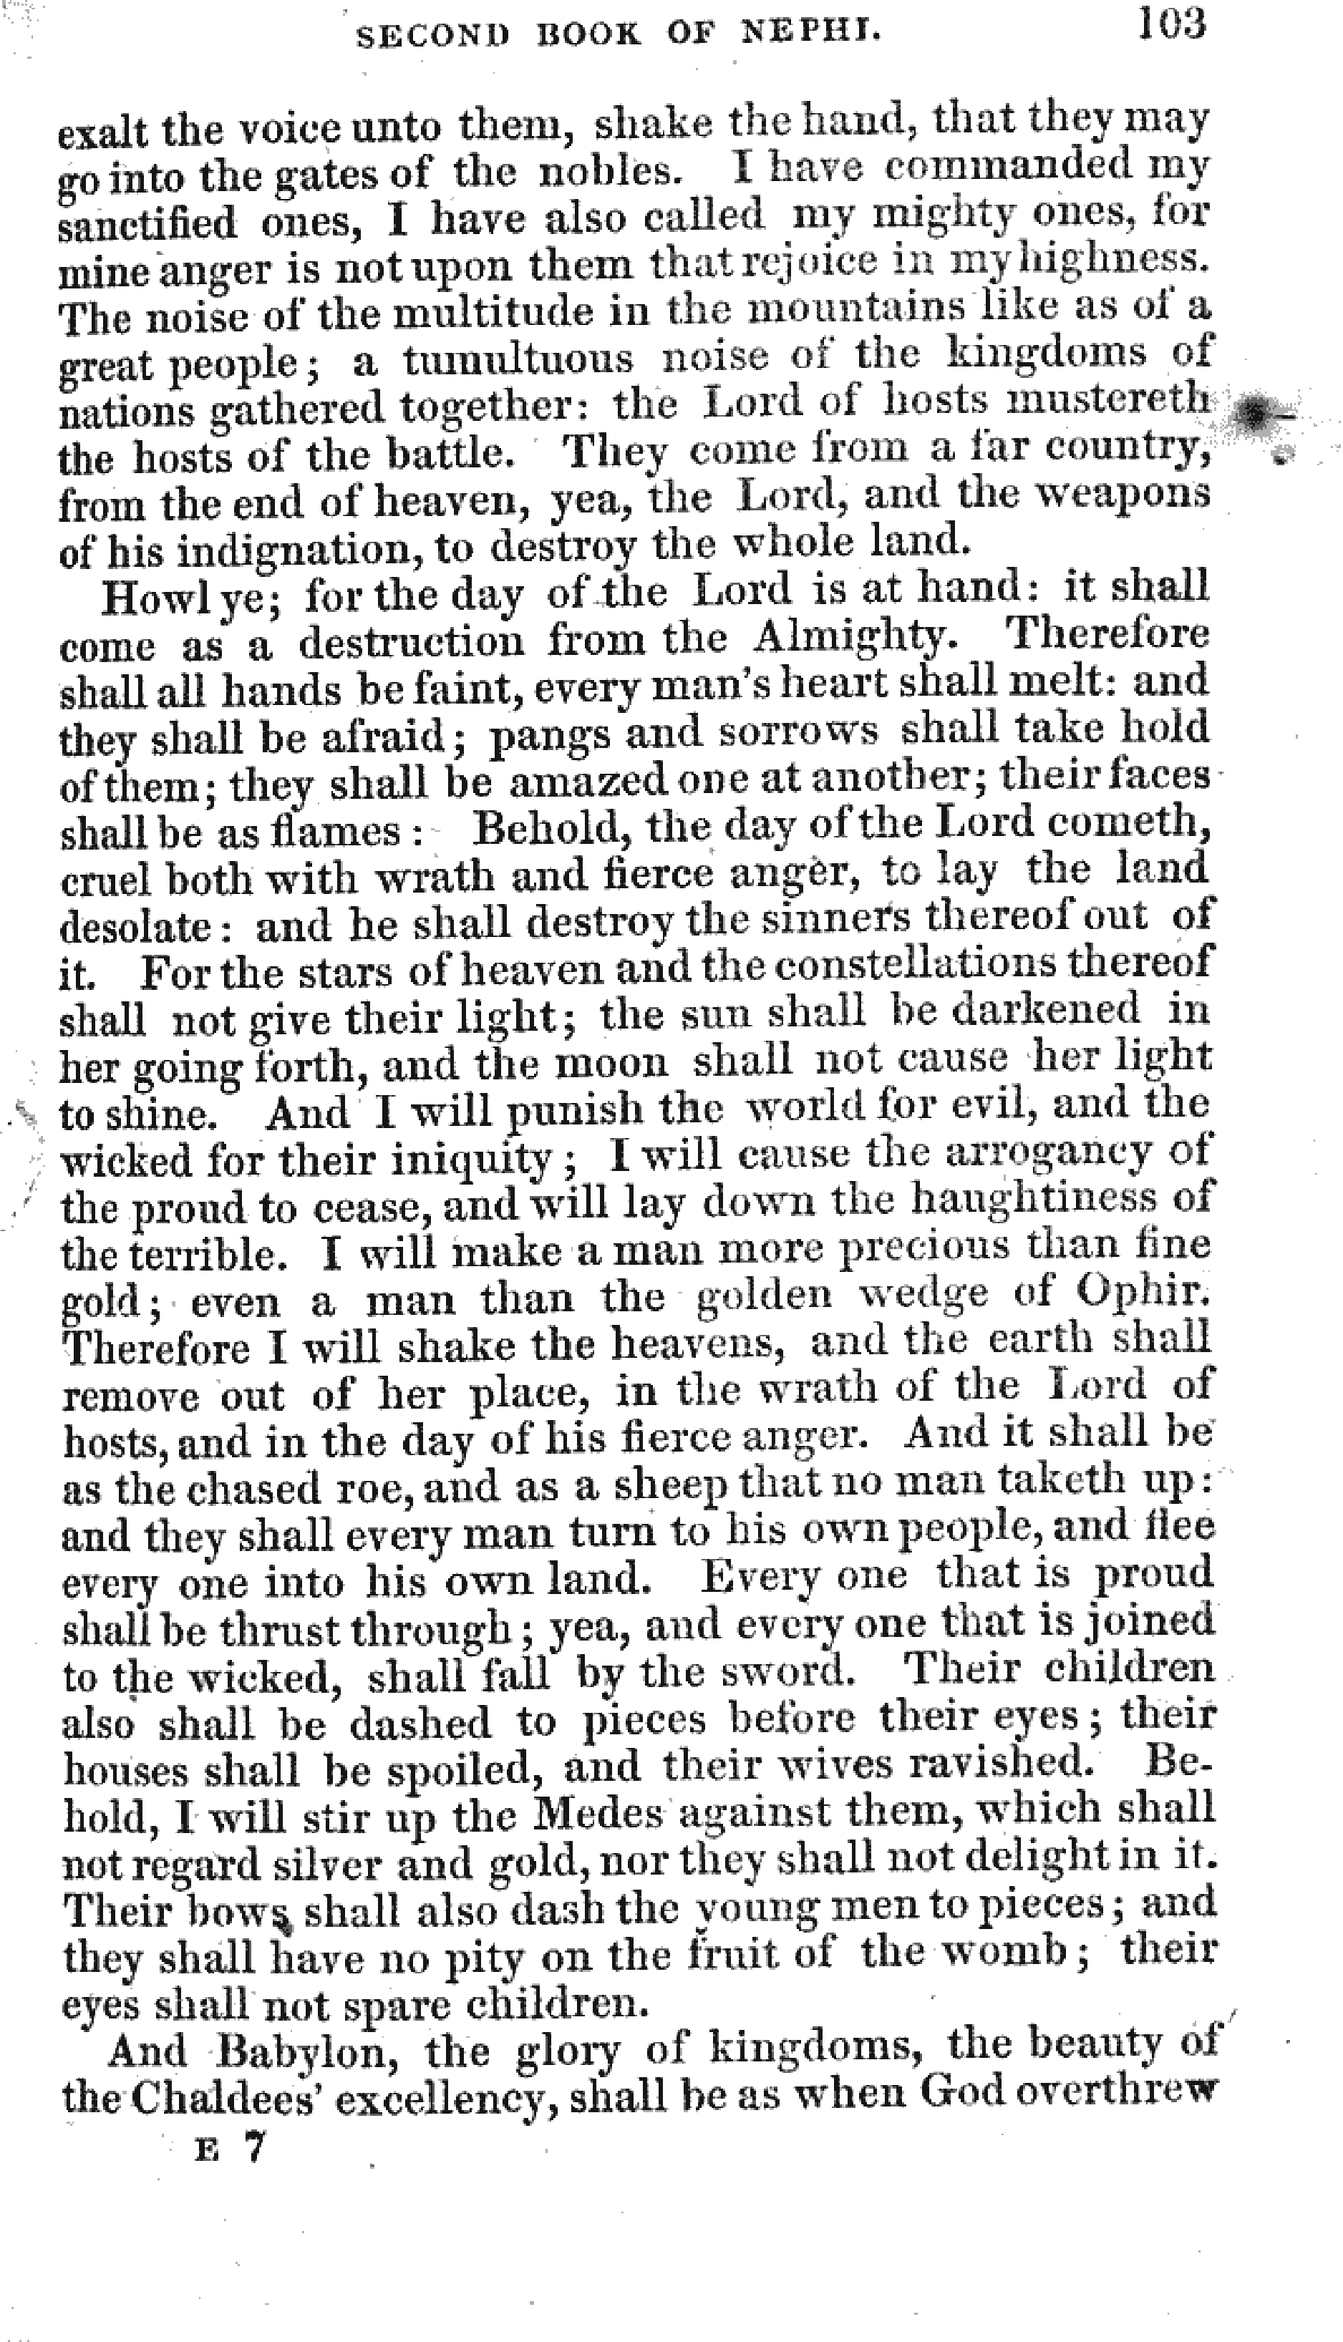 SECOND BOOK OF NEPHI. 103
exalt the voice unto them, shake the hand, that they may
go into the gates of the nobles. I have commanded my
sanctified ones, I have also called my mighty ones, for
mine anger is not upon them that rejoice in my highness.
The noise of the multitude in the mountains like as of a
great people; a tumultuous noise of the kingdoms of
nations gathered together: the Lord of hosts mustereth
the hosts of the battle. They come from a far country,
from the end of heaven, yea, the Lord, and the weapons
of his indignation, to destroy the whole land.
Howl ye; for the day of the Lord is at hand: it shall
come as a destruction from the Almighty. Therefore
shall all hands be faint, every man's heart shall melt: and
they shall be afraid; pangs and sorrows shall take hold
of them; they shall be amazed one at another; their faces
shall be as flames: Behold, the day of the Lord cometh,
cruel both with wrath and fierce anger, to lay the land
desolate: and he shall destroy the sinners thereof out of
it. For the stars of heaven and the constellations thereof
shall not give their light; the sun shall be darkened in
her going forth, and the moon shall not cause her light
to shine. And I will punish the world for evil, and the
wicked for their iniquity; I will cause the arrogancy of
the proud to cease, and will lay down the haughtiness of
the terrible. I will make a man more precious than fine
gold; even a man than the golden wedge of Ophir.
Therefore I will shake the heavens, and the earth shall
remove out of her place, in the wrath of the Lord of
hosts, and in the day of his fierce anger. And it shall be
as the chased roe, and as a sheep that no man taketh up:
and they shall every man turn to his own people, and flee
every one into his own land. Every one that is proud
shall be thrust through; yea, and every one that is joined
to the wicked, shall fall by the sword. Their children
also shall be dashed to pieces before their eyes; their
houses shall be spoiled, and their wives ravished. Be-
hold, I will stir up the Medes against them, which shall
not regard silver and gold, nor they shall not delight in it.
Their bows shall also dash the young men to pieces; and
they shall have no pity on the fruit of the womb; their
eyes shall not spare children.
And Babylon, the glory of kingdoms, the beauty of
the Chaldees' excellency, shall be as when God overthrew
E 7